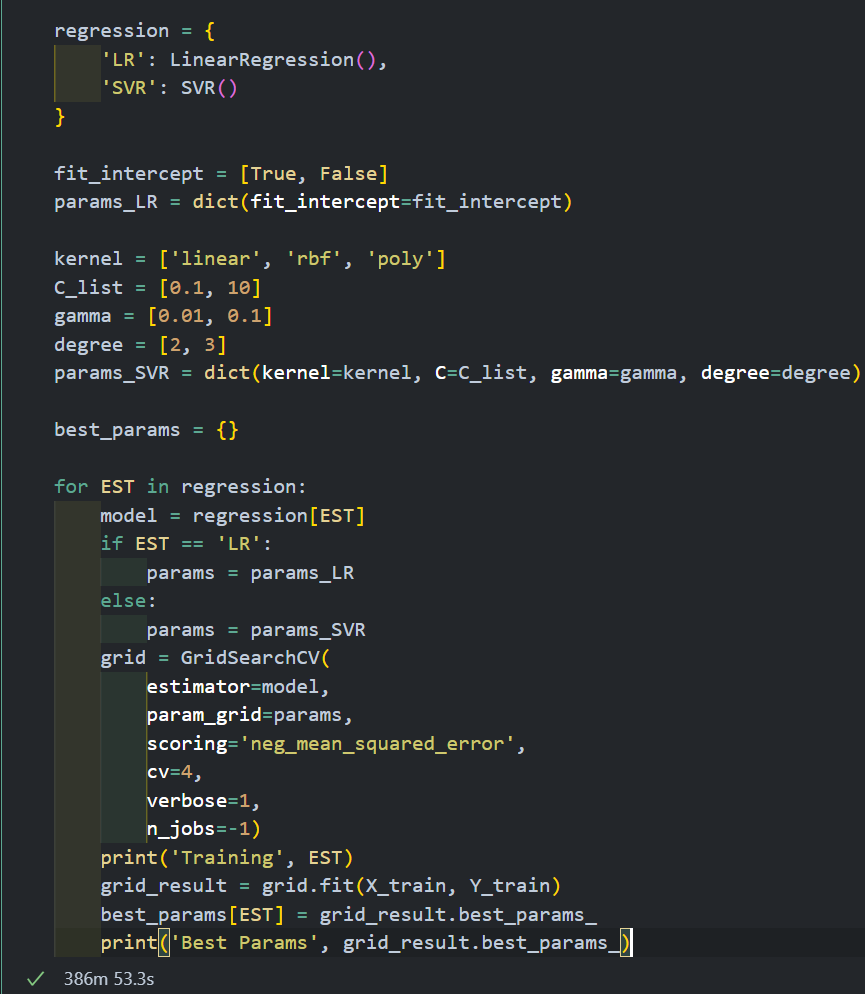 regression = {
    'LR': LinearRegression(),
    'SVR': SVR()
}
fit_intercept = [True, False]
params_LR = dict(fit_intercept=fit_intercept)
kernel = ['linear', 'rbf', 'poly']
C_list = [0.1, 10]
gamma = [0.01, 0.1]
degree = [2, 3]
params_SVR = dict(kernel=kernel, C=C_list, gamma=gamma, degree=degree)
best_params = {}
for EST in regression:
    model = regression[EST]
    if EST == 'LR':
        params = params_LR
    else:
        params = params_SVR
    grid = GridSearchCV(
        estimator=model,
        param_grid=params,
        scoring='neg_mean_squared_error',
        cv=4,
        verbose=1,
        n_jobs=-1)
    print('Training', EST)
    grid_result = grid.fit(X_train, Y_train)
    best_params[EST] = grid_result.best_params_
    print('Best Params', grid_result.best_params_)
386m 53.3s